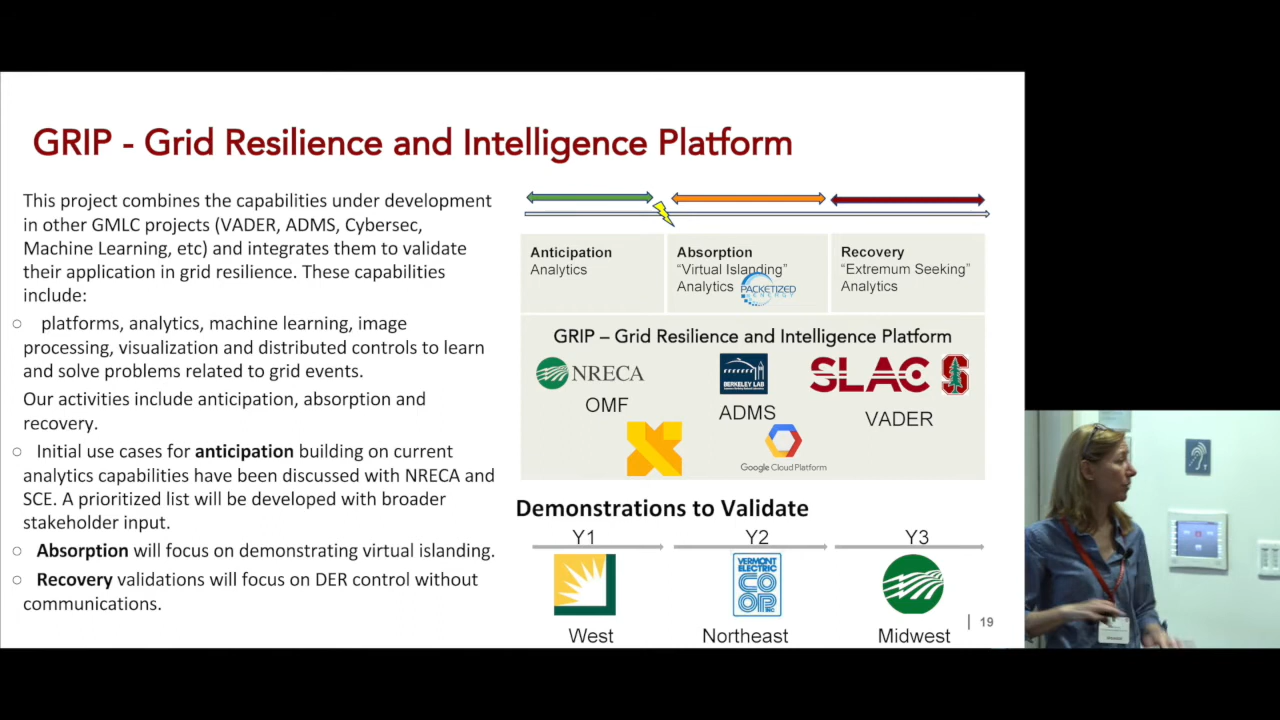 GRIP - Grid Resilience and Intelligence Platform
This project combines the capabilities under development
in other GMLC projects (VADER, ADMS, Cybersec,
Machine Learning, etc) and integrates them to validate
their application in grid resilience. These capabilities
include:
○ platforms, analytics, machine learning, image
processing, visualization and distributed controls to learn
and solve problems related to grid events.
Our activities include anticipation, absorption and
recovery.
○ Initial use cases for anticipation building on current
analytics capabilities have been discussed with NRECA and
SCE. A prioritized list will be developed with broader
stakeholder input.
○ Absorption will focus on demonstrating virtual islanding.
○ Recovery validations will focus on DER control without
communications.
Anticipation
Analytics
Absorption
“Virtual Islanding”
Analytics
PACKETIZED
ENERGY
Recovery
“Extremum Seeking”
Analytics
GRIP – Grid Resilience and Intelligence Platform
NRECA
OMF
BERKELEY LAB
ADMS
SLAC
VADER
Google Cloud Platform
Demonstrations to Validate
Y1
Y2
Y3
VERMONT
ELECTRIC
CO
OP
INC
West
Northeast
Midwest
19